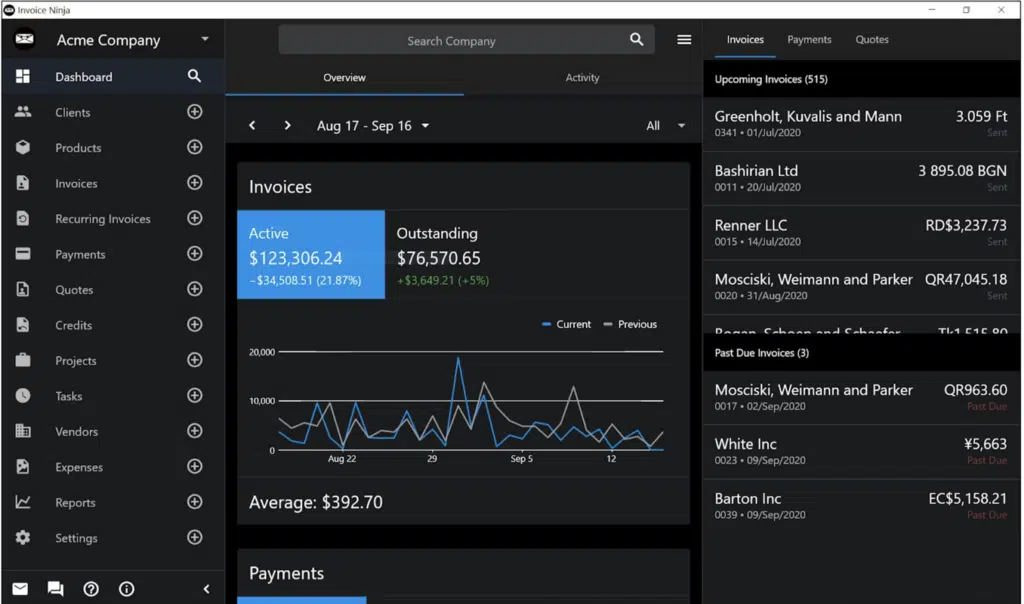 Invoice Ninja
Acme Company
Dashboard
Clients
Products
Invoices
Recurring Invoices
Payments
Quotes
Credits
Projects
Tasks
Vendors
Expenses
Reports
Settings
Search Company
Overview
Activity
Aug 17 - Sep 16
All
Invoices
Active
$123,306.24
-$34,508.51 (21.87%)
Outstanding
$76,570.65
+$3,649.21 (+5%)
Current
Previous
20,000
10,000
0
Aug 22
29
Sep 5
12
Average: $392.70
Payments
Invoices
Payments
Quotes
Upcoming Invoices (515)
Greenholt, Kuvalis and Mann 3.059 Ft
0341 • 01/Jul/2020 Sent
Bashirian Ltd 3 895.08 BGN
0011 • 20/Jul/2020 Sent
Renner LLC RD$3,237.73
0015 • 14/Jul/2020 Sent
Mosciski, Weimann and Parker QR47,045.18
0020 • 31/Aug/2020 Sent
Rogan, Schoen and Schaefer Tk1,515.80
Past Due Invoices (3)
Mosciski, Weimann and Parker QR963.60
0017 • 02/Sep/2020 Past Due
White Inc ¥5,663
0023 • 09/Sep/2020 Past Due
Barton Inc EC$5,158.21
0039 • 09/Sep/2020 Past Due